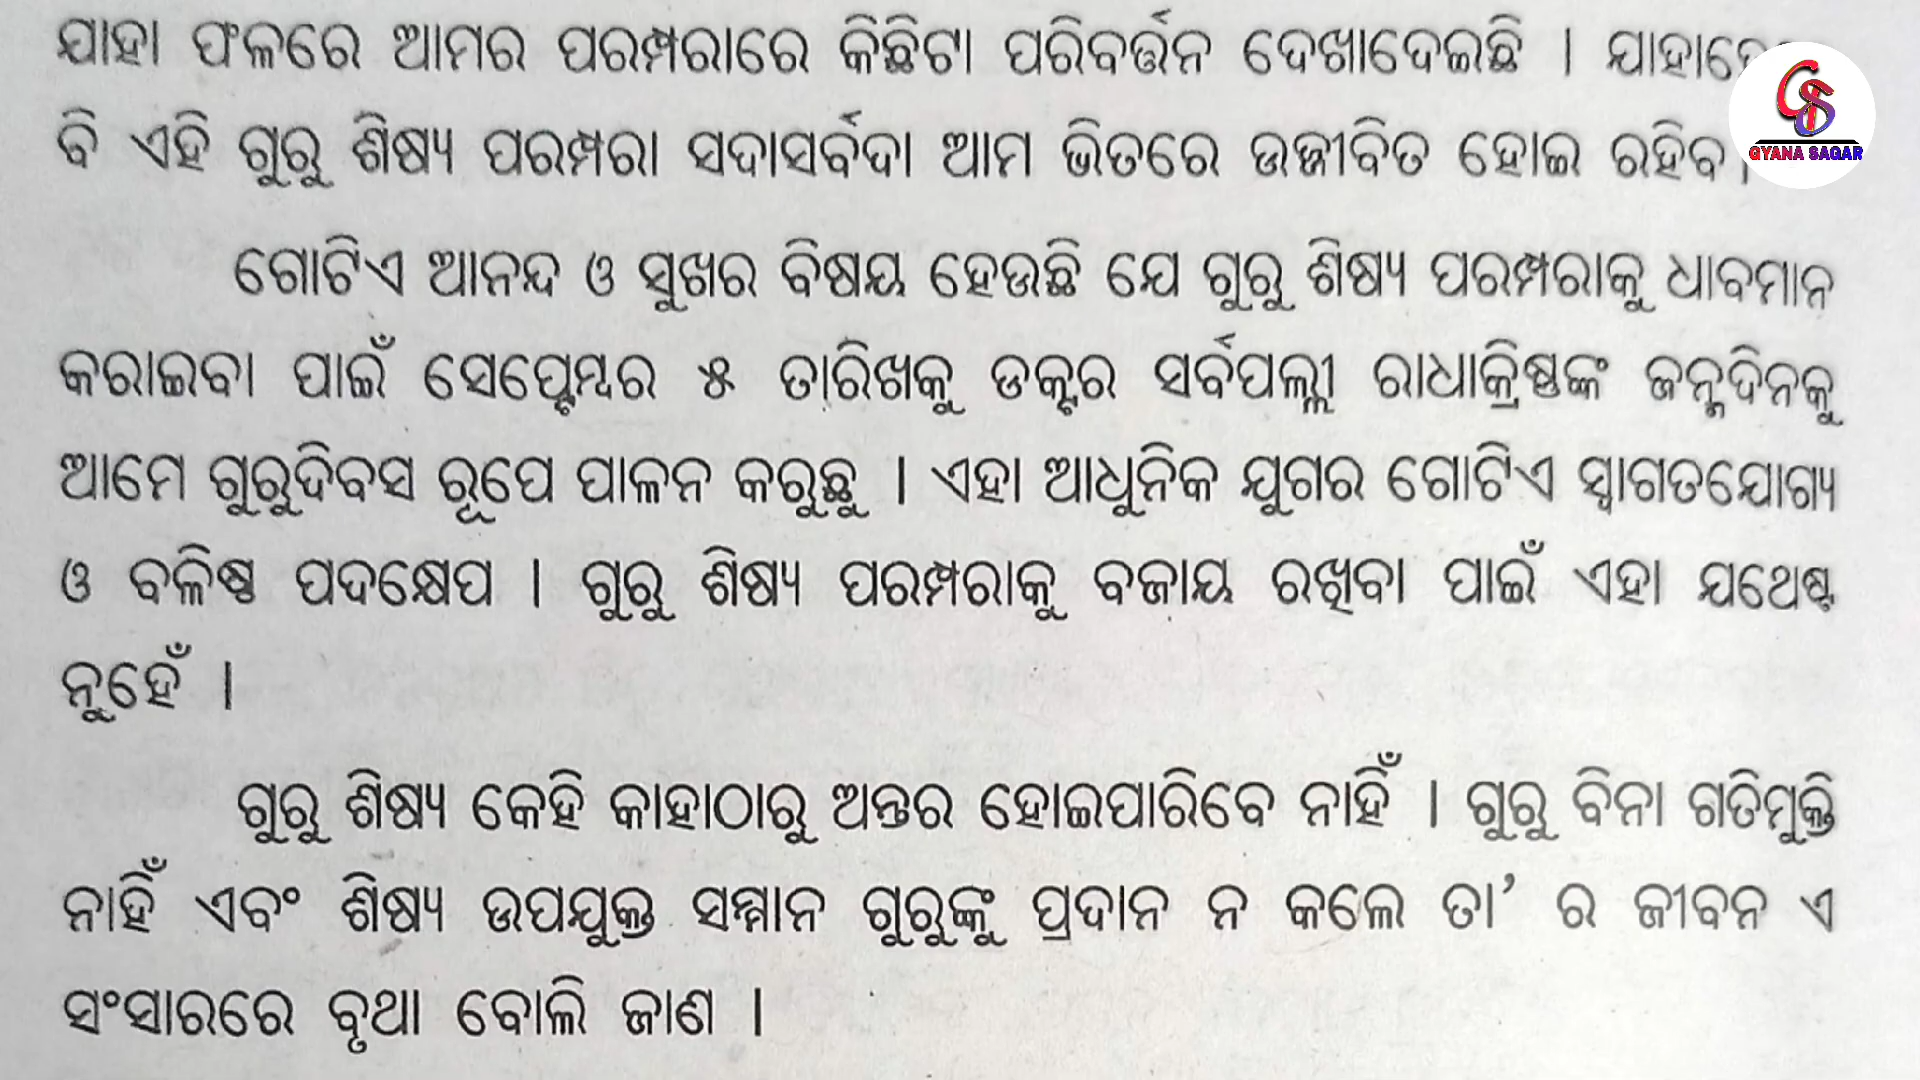 ଯାହା ଫଳରେ ଆମର ପରମ୍ପରାରେ କିଛିଟା ପରିବର୍ତ୍ତନ ଦେଖାଦେଇଛି ।
ବି ଏହି ଗୁରୁ ଶିଷ୍ୟ ପରମ୍ପରା ସଦାସର୍ବଦା ଆମ ଭିତରେ ଉଜ୍ଜୀବିତ ହୋଇ ରହିବ ।
GYANA SAGAR
ଗୋଟିଏ ଆନନ୍ଦ ଓ ସୁଖର ବିଷୟ ହେଉଛି ଯେ ଗୁରୁ ଶିଷ୍ୟ ପରମ୍ପରାକୁ ଧାବମାନ
କରାଇବା ପାଇଁ ସେପ୍ଟେମ୍ବର ୫ ତାରିଖକୁ ଡକ୍ଟର ସର୍ବପଲ୍ଲୀ ରାଧାକ୍ରିଷ୍ଣଙ୍କ ଜନ୍ମଦିନକୁ
ଆମେ ଗୁରୁଦିବସ ରୂପେ ପାଳନ କରୁଛୁ । ଏହା ଆଧୁନିକ ଯୁଗର ଗୋଟିଏ ସ୍ୱାଗତଯୋଗ୍ୟ
ଓ ବଳିଷ୍ଠ ପଦକ୍ଷେପ । ଗୁରୁ ଶିଷ୍ୟ ପରମ୍ପରାକୁ ବଜାୟ ରଖିବା ପାଇଁ ଏହା ଯଥେଷ୍ଟ
ନୁହେଁ ।
ଗୁରୁ ଶିଷ୍ୟ କେହି କାହାଠାରୁ ଅନ୍ତର ହୋଇପାରିବେ ନାହିଁ । ଗୁରୁ ବିନା ଗତିମୁକ୍ତି
ନାହିଁ ଏବଂ ଶିଷ୍ୟ ଉପଯୁକ୍ତ ସମ୍ମାନ ଗୁରୁଙ୍କୁ ପ୍ରଦାନ ନ କଲେ ତା’ ର ଜୀବନ ଏ
ସଂସାରରେ ବୃଥା ବୋଲି ଜାଣ ।